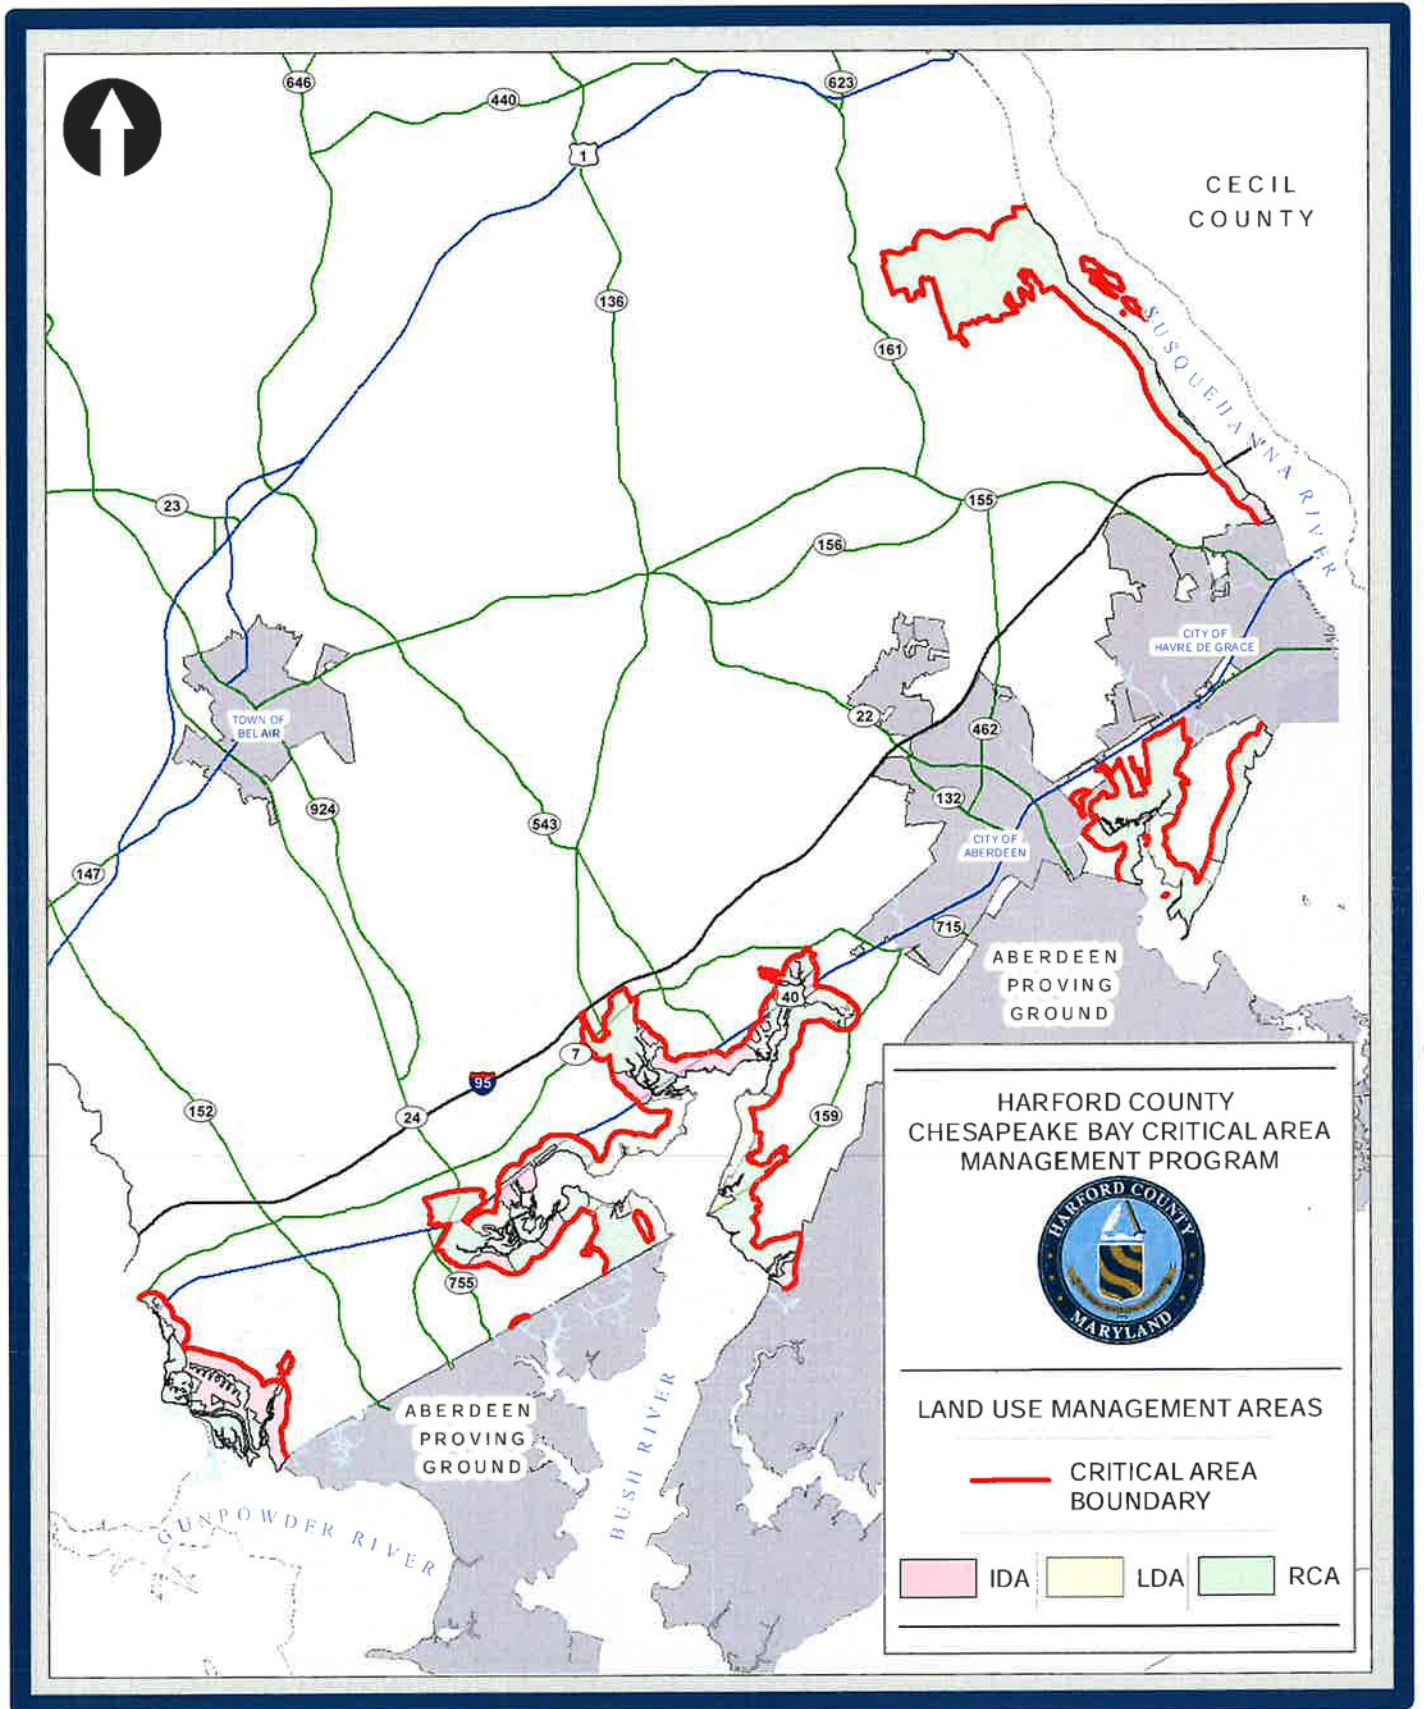 646
440
623
1
CECIL
COUNTY
136
161
SUSQUEHANNA RIVER
23
155
156
CITY OF
HAVRE DE GRACE
TOWN OF
BEL AIR
22
462
924
543
132
CITY OF
ABERDEEN
147
715
ABERDEEN
PROVING
GROUND
40
7
95
152
24
159
755
HARFORD COUNTY
CHESAPEAKE BAY CRITICAL AREA
MANAGEMENT PROGRAM
HARFORD COUNTY
MARYLAND
ABERDEEN
PROVING
GROUND
BUSH RIVER
GUNPOWDER RIVER
LAND USE MANAGEMENT AREAS
CRITICAL AREA
BOUNDARY
IDA
LDA
RCA